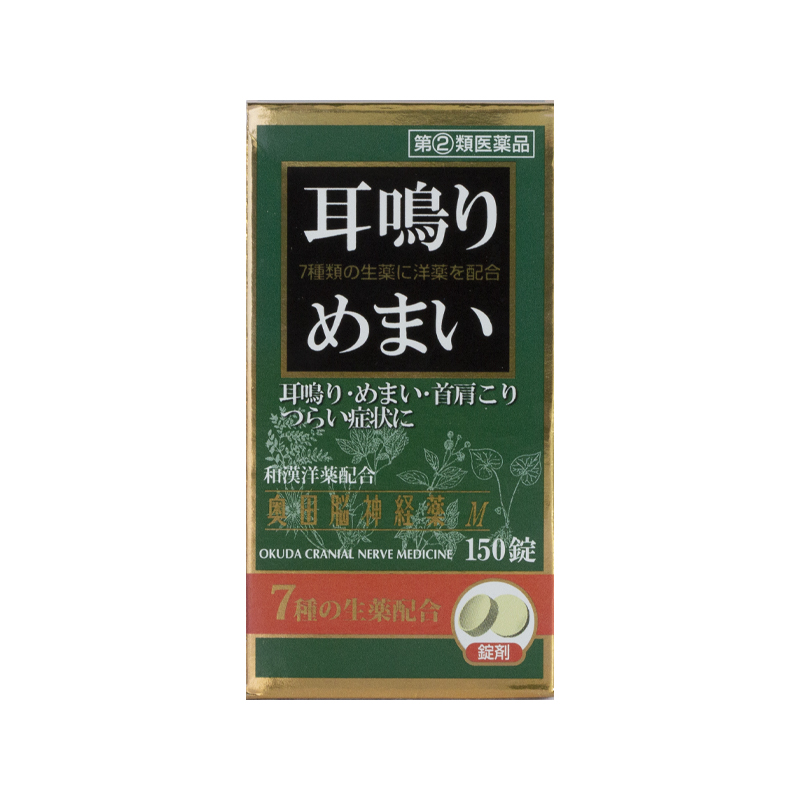 指②類医薬品
耳鳴り
7種類の生薬に洋薬を配合
めまい
耳鳴り・めまい・首肩こり
つらい症状に
和漢洋薬配合
奥田脳神経薬 M
OKUDA CRANIAL NERVE MEDICINE 150錠
7種の生薬配合
錠剤